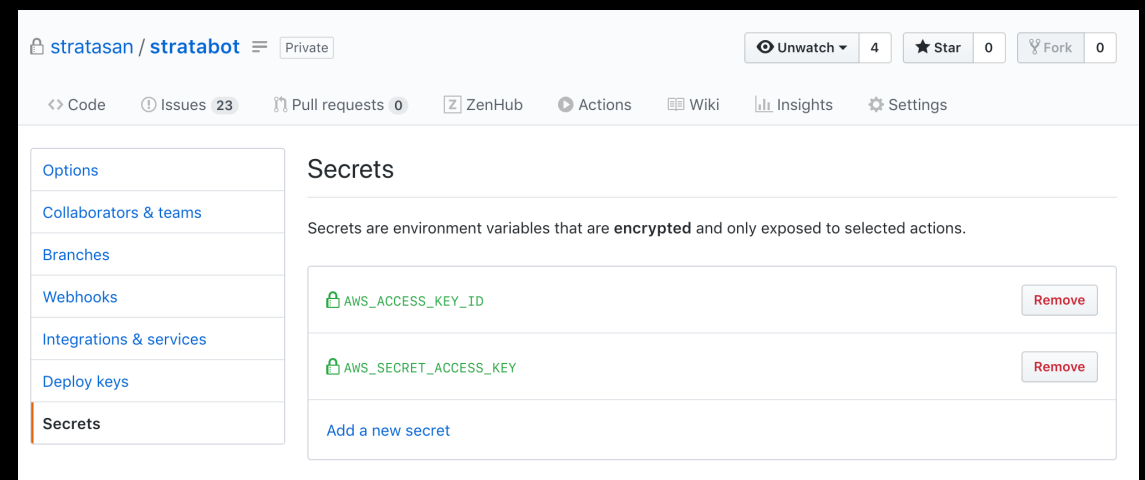 stratasan / stratabot Private Unwatch 4 Star 0 Fork 0
Code Issues 23 Pull requests 0 ZenHub Actions Wiki Insights Settings
Options
Collaborators & teams
Branches
Webhooks
Integrations & services
Deploy keys
Secrets
Secrets
Secrets are environment variables that are encrypted and only exposed to selected actions.
AWS_ACCESS_KEY_ID Remove
AWS_SECRET_ACCESS_KEY Remove
Add a new secret